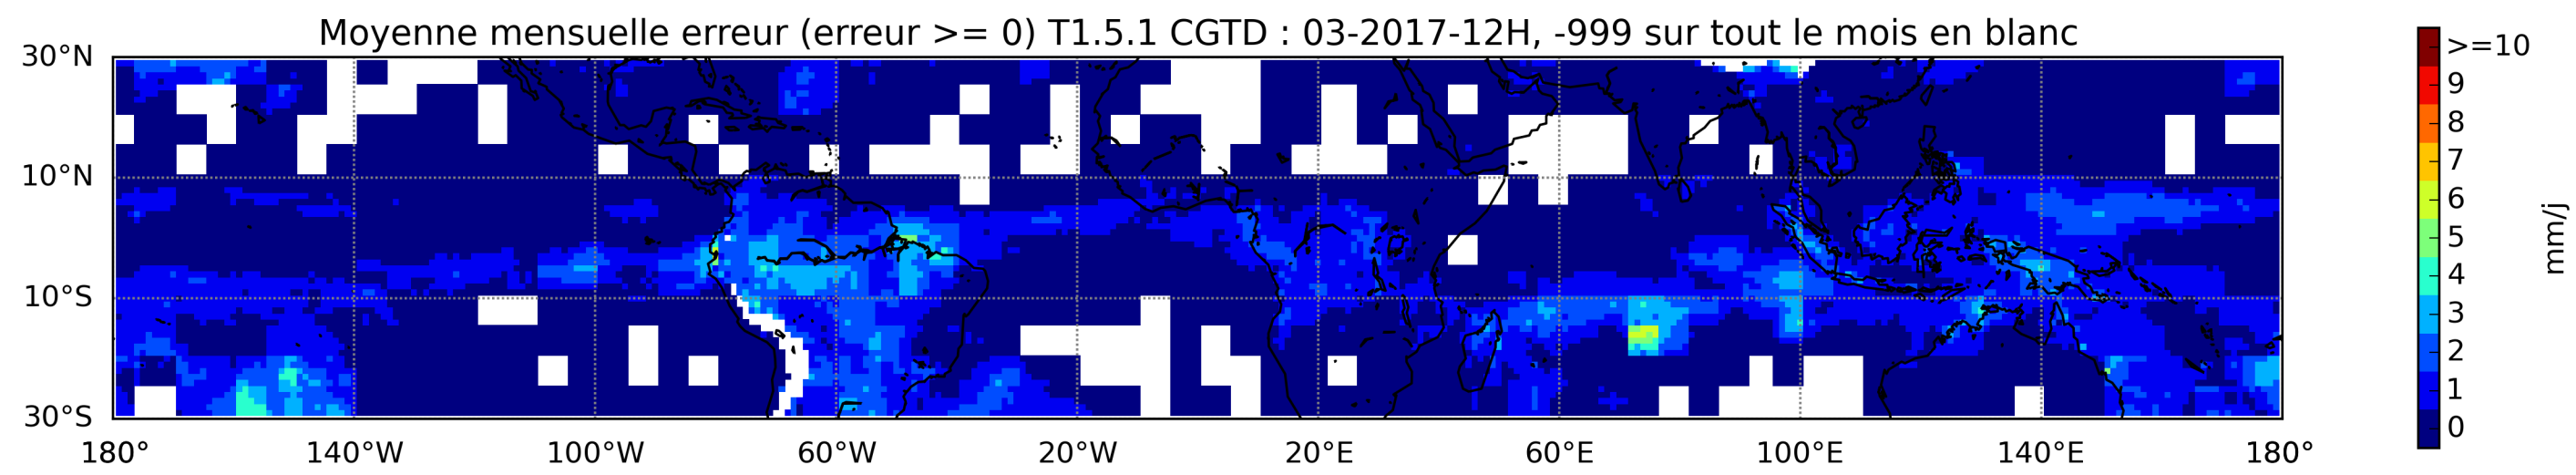 Moyenne mensuelle erreur (erreur >= 0) T1.5.1 CGTD : 03-2017-12H, -999 sur tout le mois en blanc
30°N
10°N
10°S
30°S
180° 140°W 100°W 60°W 20°W 20°E 60°E 100°E 140°E 180°
>=10
9
8
7
6
5
4
3
2
1
0
mm/j